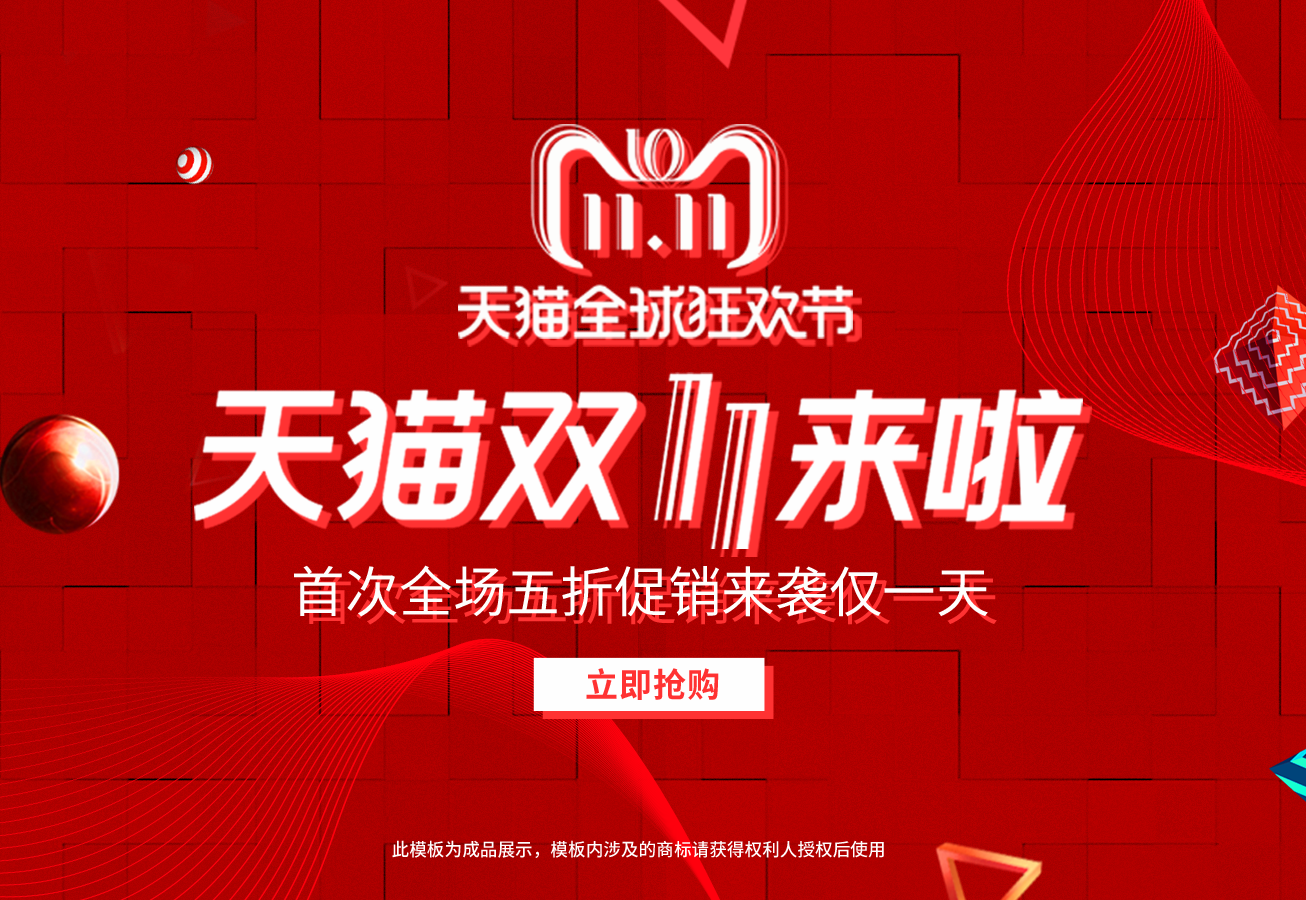 10
11.11
天猫全球狂欢节
天猫双11来啦
首次全场五折促销来袭仅一天
立即抢购
此模板为成品展示，模板内涉及的商标请获得权利人授权后使用